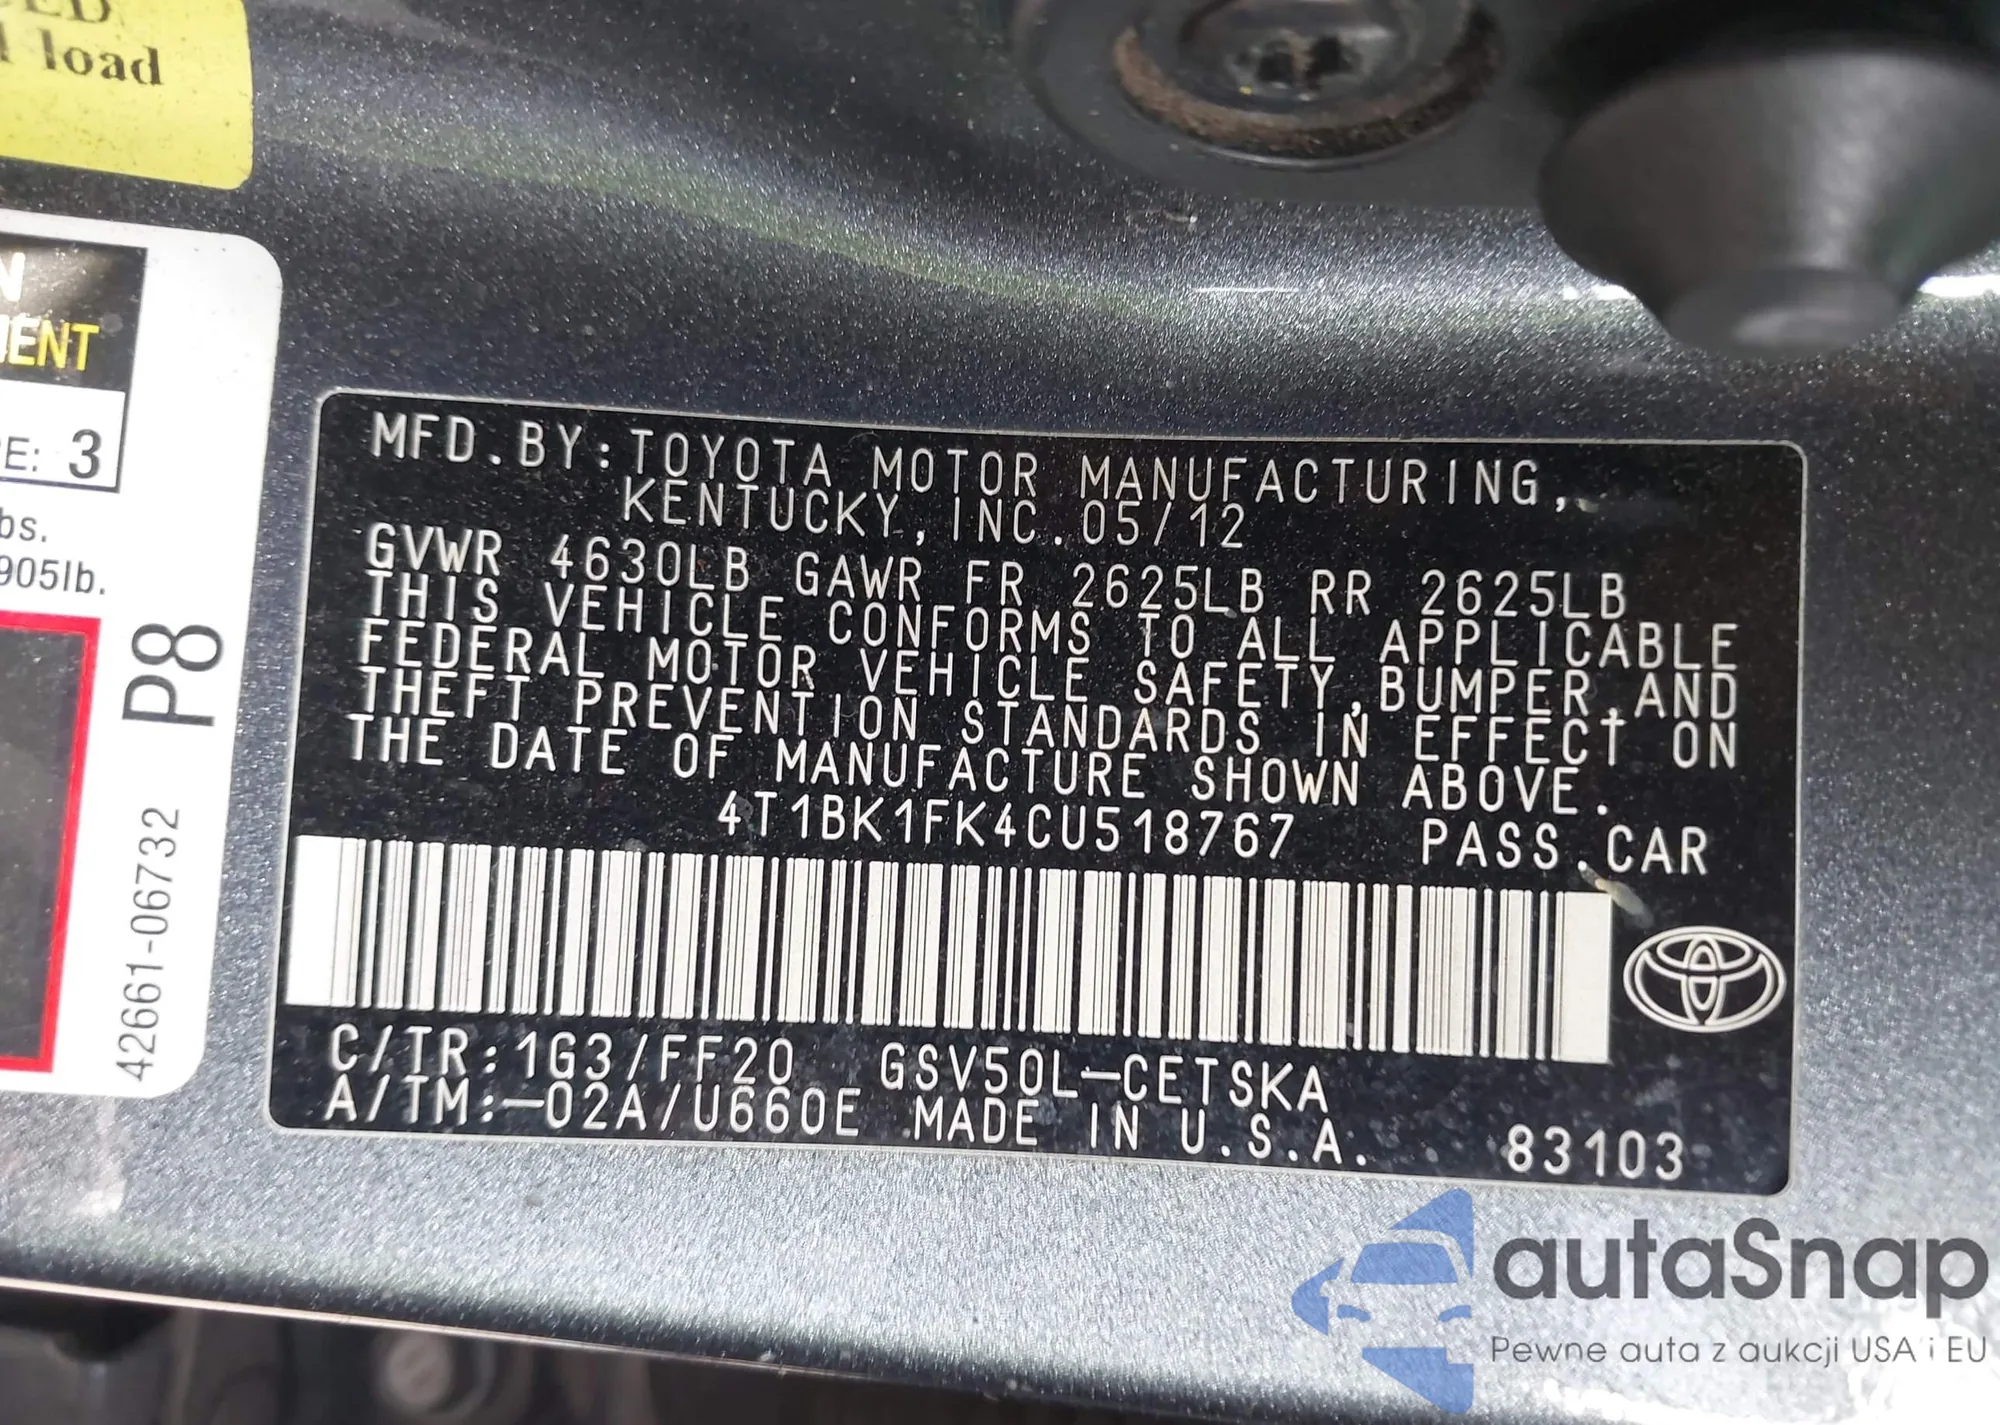 load
N
3
905lb.
P8
42661-06732
MFD.BY:TOYOTA MOTOR MANUFACTURING,
KENTUCKY,INC.05/12
GVWR 4630LB GAWR FR 2625LB RR 2625LB
THIS VEHICLE CONFORMS TO ALL APPLICABLE
FEDERAL MOTOR VEHICLE SAFETY,BUMPER,AND
THEFT PREVENTION STANDARDS IN EFFECT ON
THE DATE OF MANUFACTURE SHOWN ABOVE.
4T1BK1FK4CU518767 PASS.CAR
C/TR:1G3/FF20 GSV50L-CETSKA
A/TM:-02A/U660E MADE IN U.S.A. 83103
autaSnap
Pewne auta z aukcji USA i EU